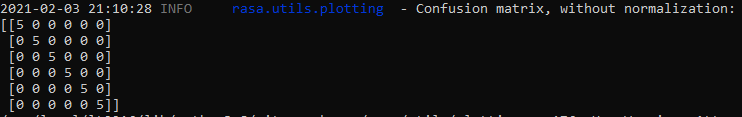 2021-02-03 21:10:28 INFO     rasa.utils.plotting  - Confusion matrix, without normalization:
[[5 0 0 0 0 0]
 [0 5 0 0 0 0]
 [0 0 5 0 0 0]
 [0 0 0 5 0 0]
 [0 0 0 0 5 0]
 [0 0 0 0 0 5]]